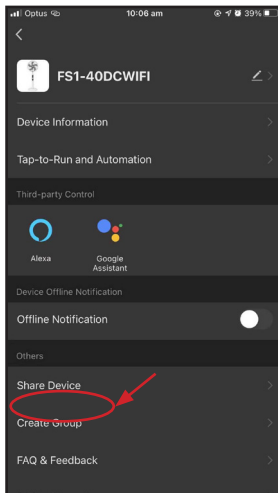 Optus 10:06 am 39%
FS1-40DCWIFI
Device Information
Tap-to-Run and Automation
Third-party Control
Alexa Google
Assistant
Device Offline Notification
Offline Notification
Others
Share Device
Create Group
FAQ & Feedback